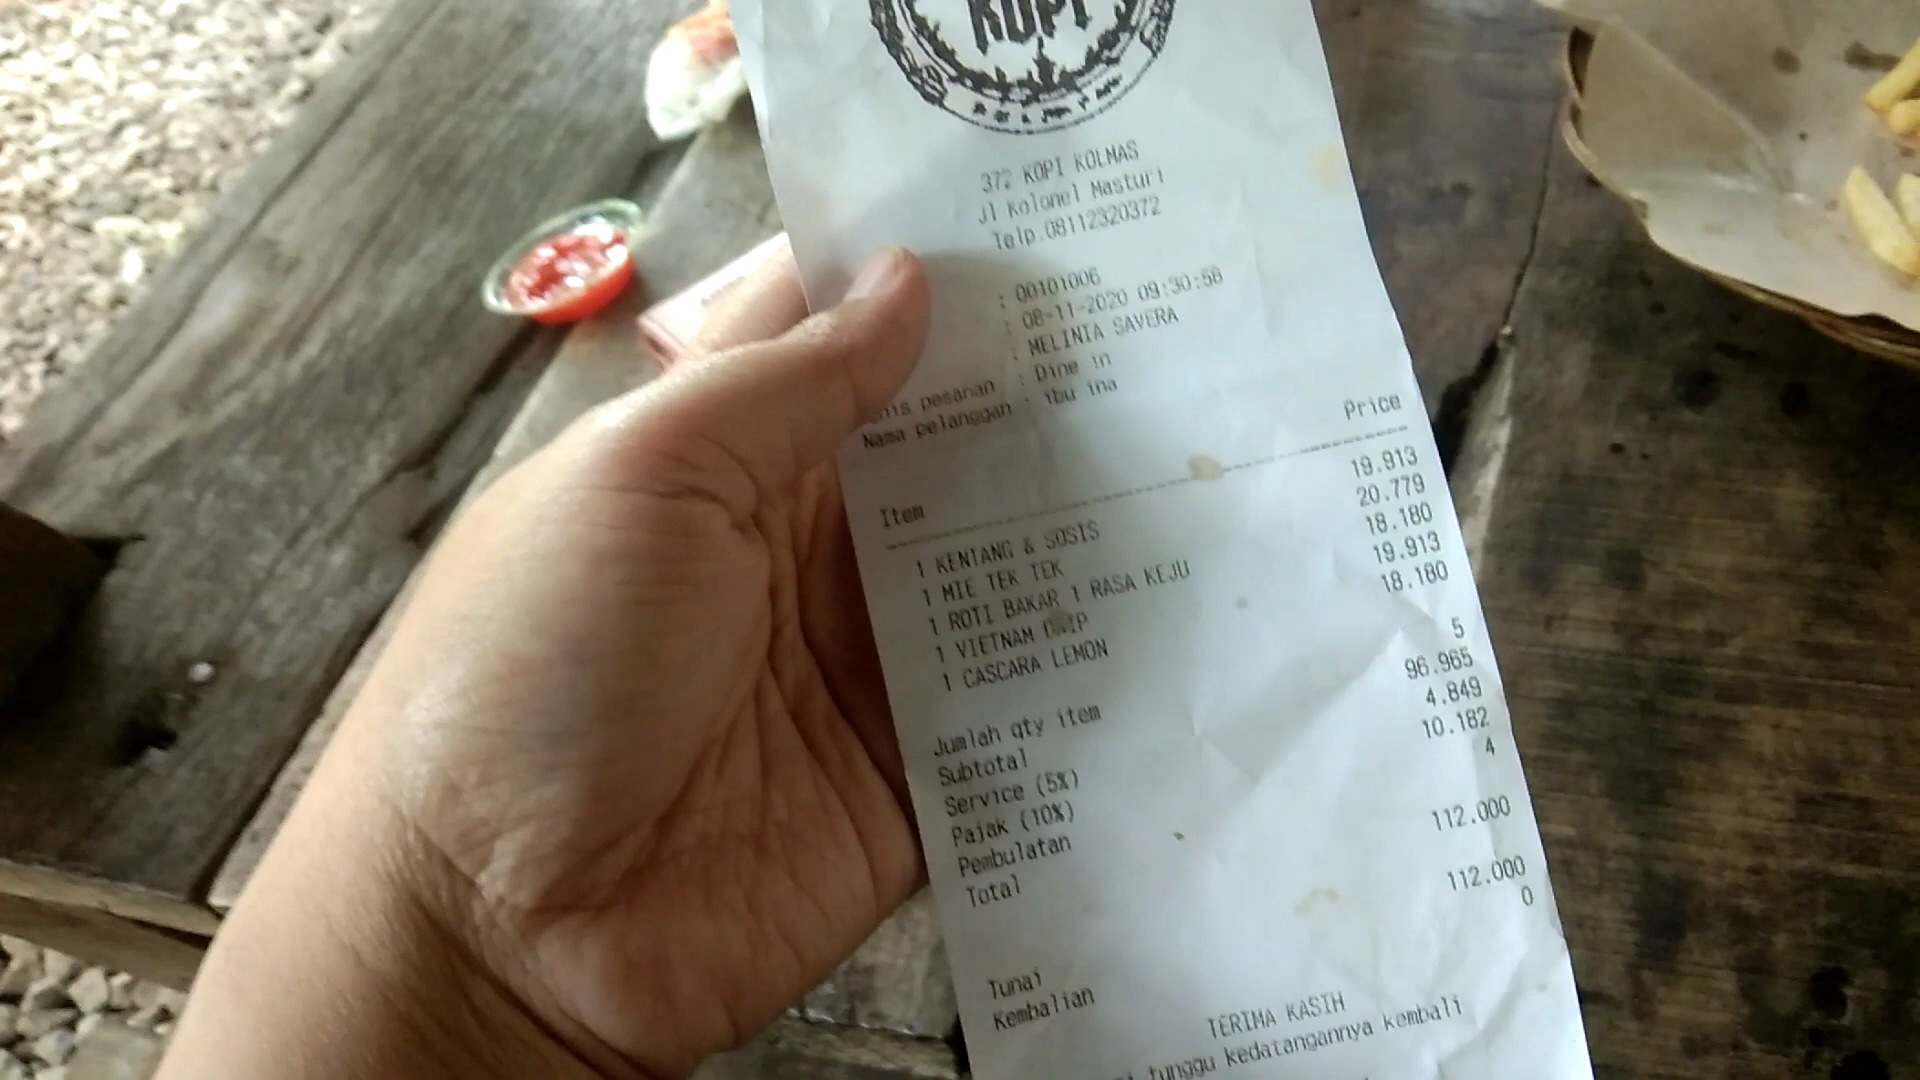 KOPI
372 KOPI KOLMAS
Jl Kolonel Masturi
Telp.08112320372
: 00101006
: 08-11-2020 09:30:58
: MELINIA SAVERA
pesanan : Dine in
Nama pelanggan : ibu ina
Item Price
1 KENTANG & SOSIS 19.913
1 MIE TEK TEK 20.779
1 ROTI BAKAR 1 RASA KEJU 18.180
1 VIETNAM DRIP 19.913
1 CASCARA LEMON 18.180
Jumlah qty item 5
Subtotal 96.965
Service (5%) 4.849
Pajak (10%) 10.182
Pembulatan 4
Total 112.000
Tunai 112.000
Kembalian 0
TERIMA KASIH
tunggu kedatangannya kembali